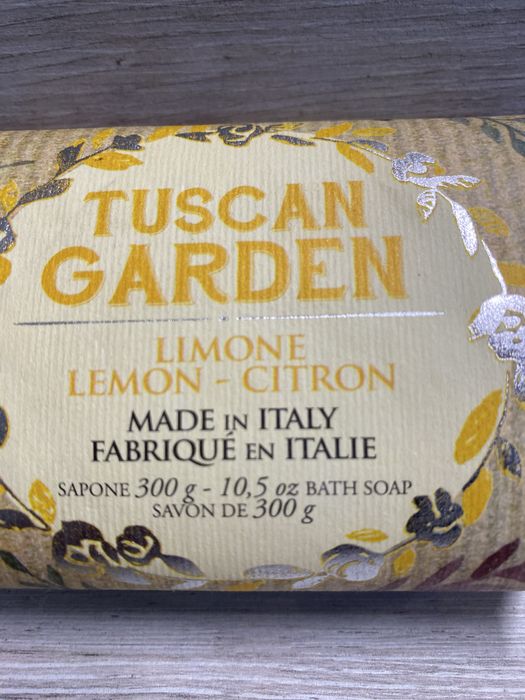 TUSCAN
GARDEN
LIMONE
LEMON - CITRON
MADE IN ITALY
FABRIQUÉ EN ITALIE
SAPONE 300 g - 10,5 oz BATH SOAP
SAVON DE 300 g